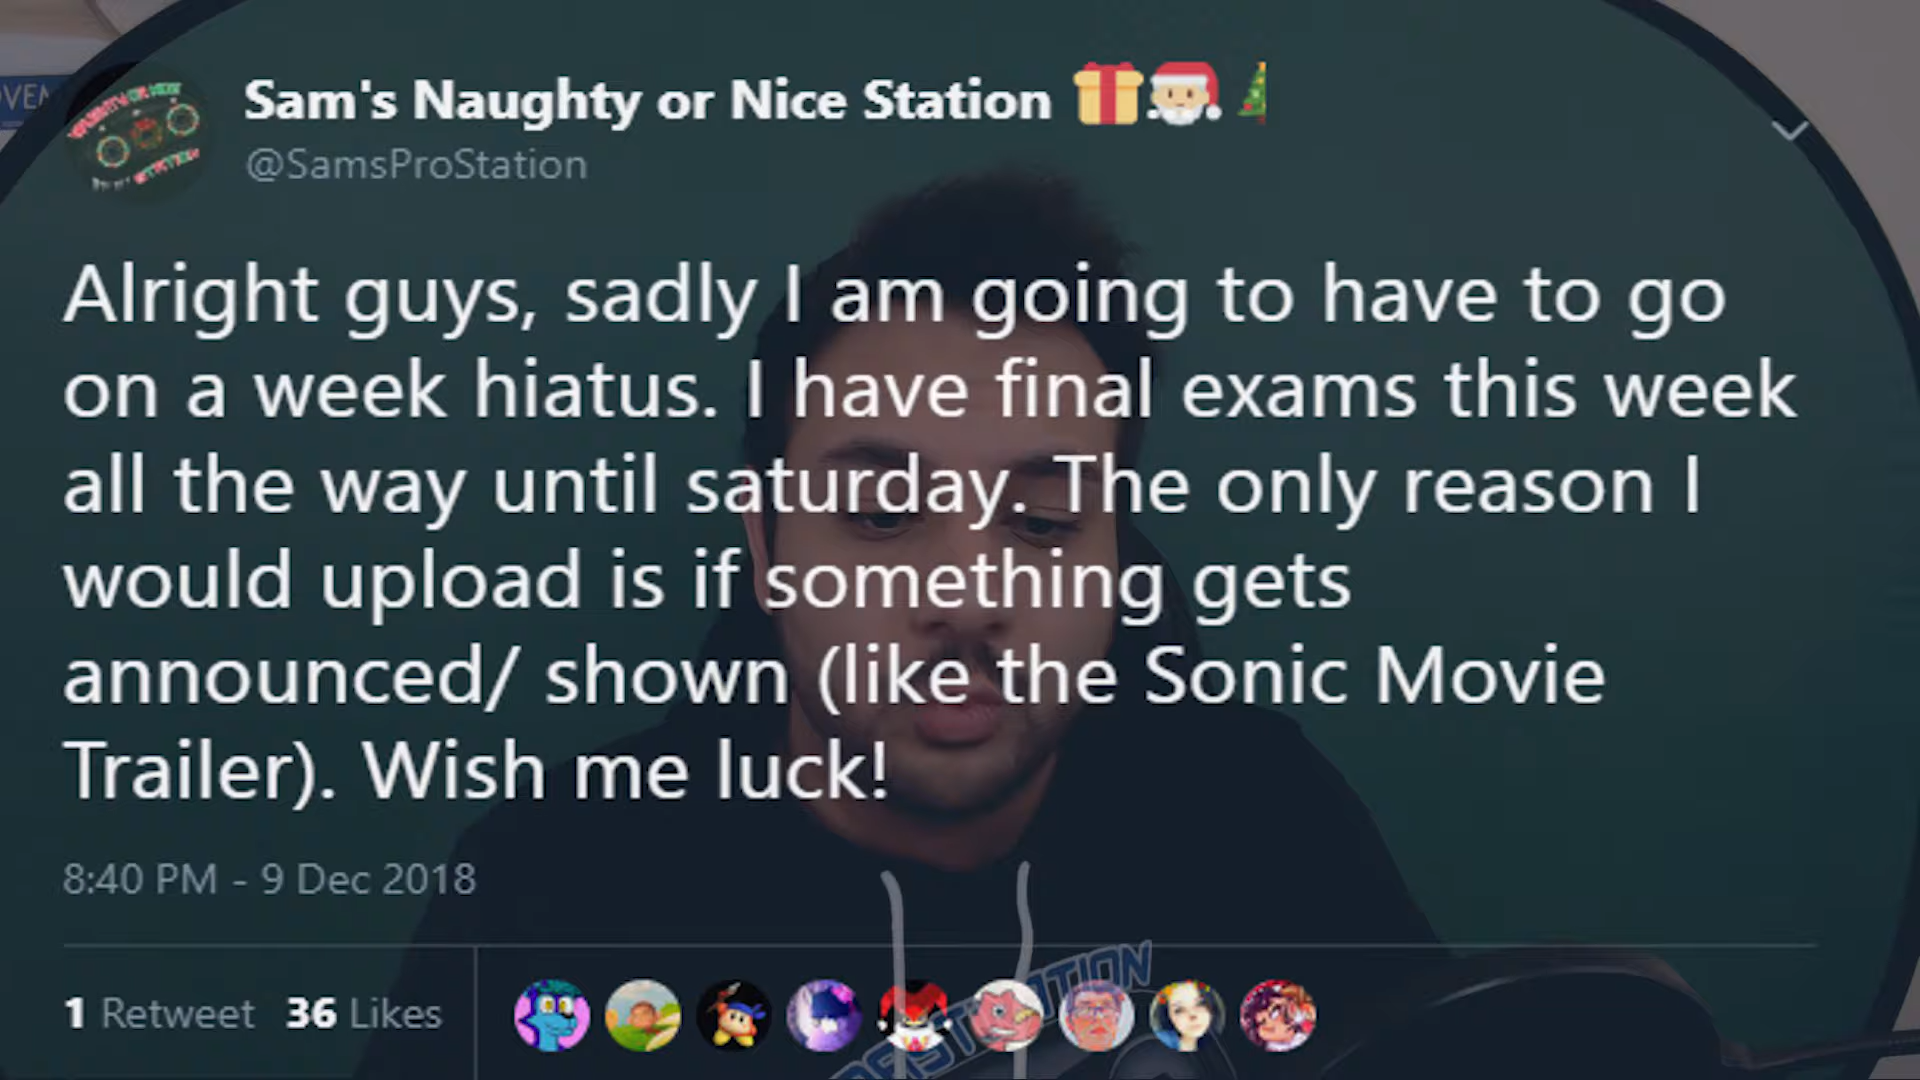 Sam's Naughty or Nice Station 🎁🎅🎄
@SamsProStation
Alright guys, sadly I am going to have to go
on a week hiatus. I have final exams this week
all the way until saturday. The only reason I
would upload is if something gets
announced/ shown (like the Sonic Movie
Trailer). Wish me luck!
8:40 PM - 9 Dec 2018
1 Retweet 36 Likes